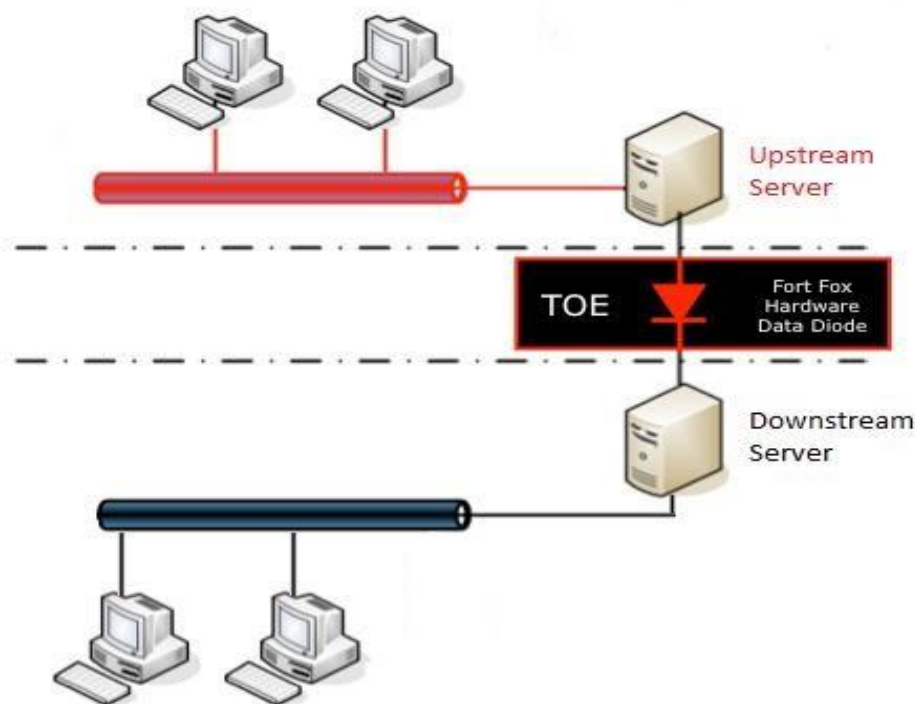 Upstream
Server
TOE
Fort Fox
Hardware
Data Diode
Downstream
Server